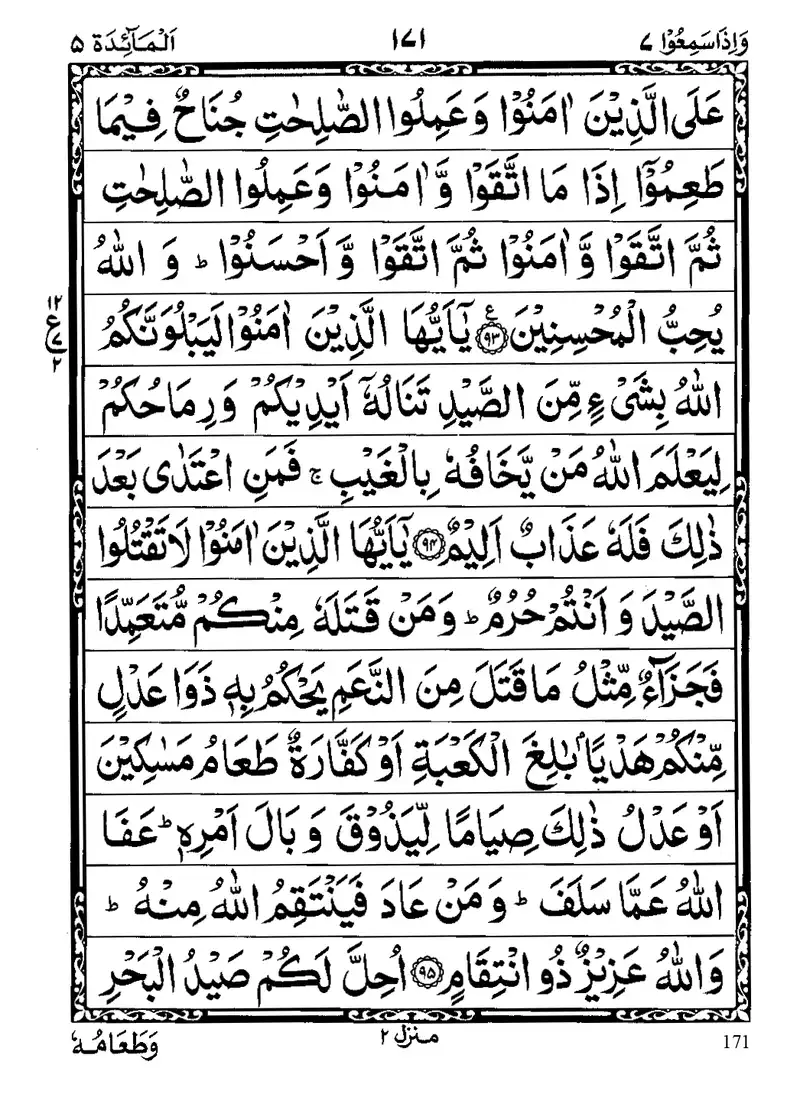 وَاِذَا سَمِعُوْا ٧ ١٧١ اَلْمَآئِدَة ٥
عَلَى الَّذِيْنَ اٰمَنُوْا وَعَمِلُوا الصّٰلِحٰتِ جُنَاحٌ فِيْمَا
طَعِمُوْٓا اِذَا مَا اتَّقَوْا وَّاٰمَنُوْا وَعَمِلُوا الصّٰلِحٰتِ
ثُمَّ اتَّقَوْا وَّاٰمَنُوْا ثُمَّ اتَّقَوْا وَّاَحْسَنُوْا ؕ وَ اللّٰهُ
يُحِبُّ الْمُحْسِنِيْنَ ﴿٩٣﴾ ع يٰۤاَيُّهَا الَّذِيْنَ اٰمَنُوْا لَيَبْلُوَنَّكُمُ
١٢
ع
٧
٢
اللّٰهُ بِشَیْءٍ مِّنَ الصَّيْدِ تَنَالُهٗۤ اَيْدِيْكُمْ وَرِمَاحُكُمْ
لِيَعْلَمَ اللّٰهُ مَنْ يَّخَافُهٗ بِالْغَيْبِ ۚ فَمَنِ اعْتَدٰى بَعْدَ
ذٰلِكَ فَلَهٗ عَذَابٌ اَلِيْمٌ ﴿٩٤﴾ يٰۤاَيُّهَا الَّذِيْنَ اٰمَنُوْا لَا تَقْتُلُوا
الصَّيْدَ وَ اَنْتُمْ حُرُمٌ ؕ وَمَنْ قَتَلَهٗ مِنْكُمْ مُّتَعَمِّدًا
فَجَزَآءٌ مِّثْلُ مَا قَتَلَ مِنَ النَّعَمِ يَحْكُمُ بِهٖ ذَوَا عَدْلٍ
مِّنْكُمْ هَدْيًۢا بٰلِغَ الْكَعْبَةِ اَوْ كَفَّارَةٌ طَعَامُ مَسٰكِيْنَ
اَوْ عَدْلُ ذٰلِكَ صِيَامًا لِّيَذُوْقَ وَبَالَ اَمْرِهٖ ؕ عَفَا
اللّٰهُ عَمَّا سَلَفَ ؕ وَمَنْ عَادَ فَيَنْتَقِمُ اللّٰهُ مِنْهُ ؕ
وَاللّٰهُ عَزِيْزٌ ذُو انْتِقَامٍ ﴿٩٥﴾ اُحِلَّ لَكُمْ صَيْدُ الْبَحْرِ
171 منزل ٢ وَطَعَامُهٗ